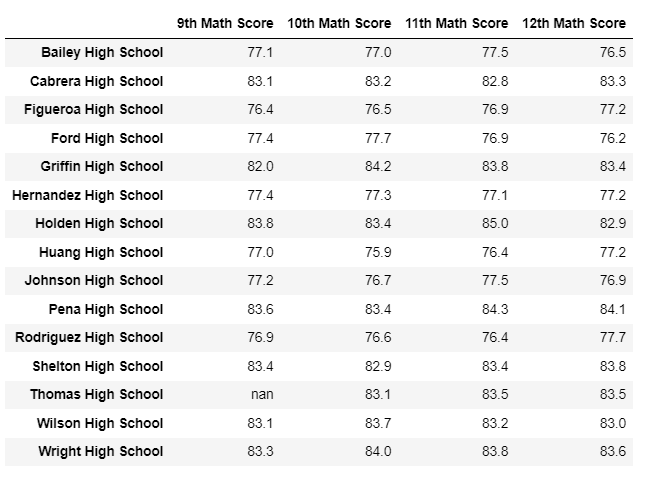 9th Math Score 10th Math Score 11th Math Score 12th Math Score
Bailey High School 77.1 77.0 77.5 76.5
Cabrera High School 83.1 83.2 82.8 83.3
Figueroa High School 76.4 76.5 76.9 77.2
Ford High School 77.4 77.7 76.9 76.2
Griffin High School 82.0 84.2 83.8 83.4
Hernandez High School 77.4 77.3 77.1 77.2
Holden High School 83.8 83.4 85.0 82.9
Huang High School 77.0 75.9 76.4 77.2
Johnson High School 77.2 76.7 77.5 76.9
Pena High School 83.6 83.4 84.3 84.1
Rodriguez High School 76.9 76.6 76.4 77.7
Shelton High School 83.4 82.9 83.4 83.8
Thomas High School nan 83.1 83.5 83.5
Wilson High School 83.1 83.7 83.2 83.0
Wright High School 83.3 84.0 83.8 83.6